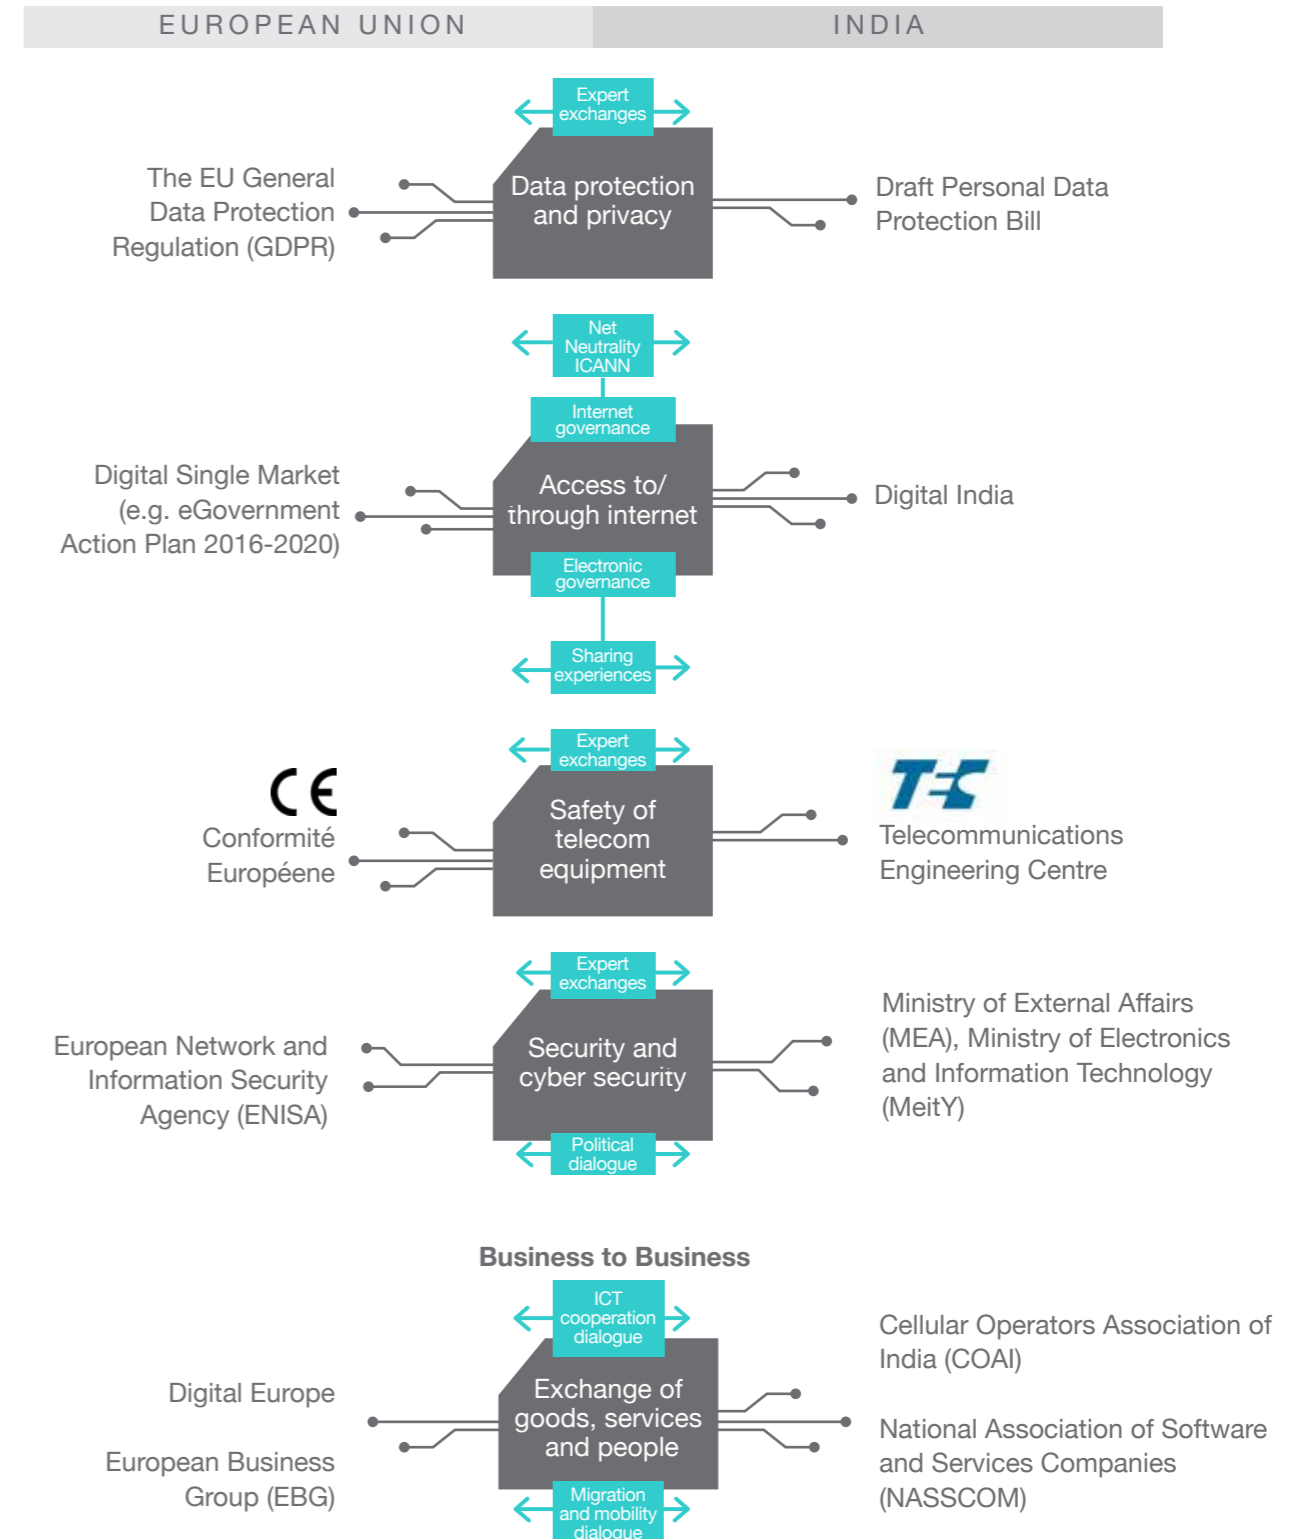 EUROPEAN UNION
INDIA
Expert
exchanges
The EU General
Data Protection
Regulation (GDPR)
Data protection
and privacy
Draft Personal Data
Protection Bill
Net
Neutrality
ICANN
Internet
governance
Digital Single Market
(e.g. eGovernment
Action Plan 2016-2020)
Access to/
through internet
Digital India
Electronic
governance
Sharing
experiences
Expert
exchanges
CE
Conformité
Européene
Safety of
telecom
equipment
TEC
Telecommunications
Engineering Centre
Expert
exchanges
European Network and
Information Security
Agency (ENISA)
Security and
cyber security
Ministry of External Affairs
(MEA), Ministry of Electronics
and Information Technology
(MeitY)
Political
dialogue
Business to Business
ICT
cooperation
dialogue
Digital Europe
European Business
Group (EBG)
Exchange of
goods, services
and people
Cellular Operators Association of
India (COAI)
National Association of Software
and Services Companies
(NASSCOM)
Migration
and mobility
dialogue